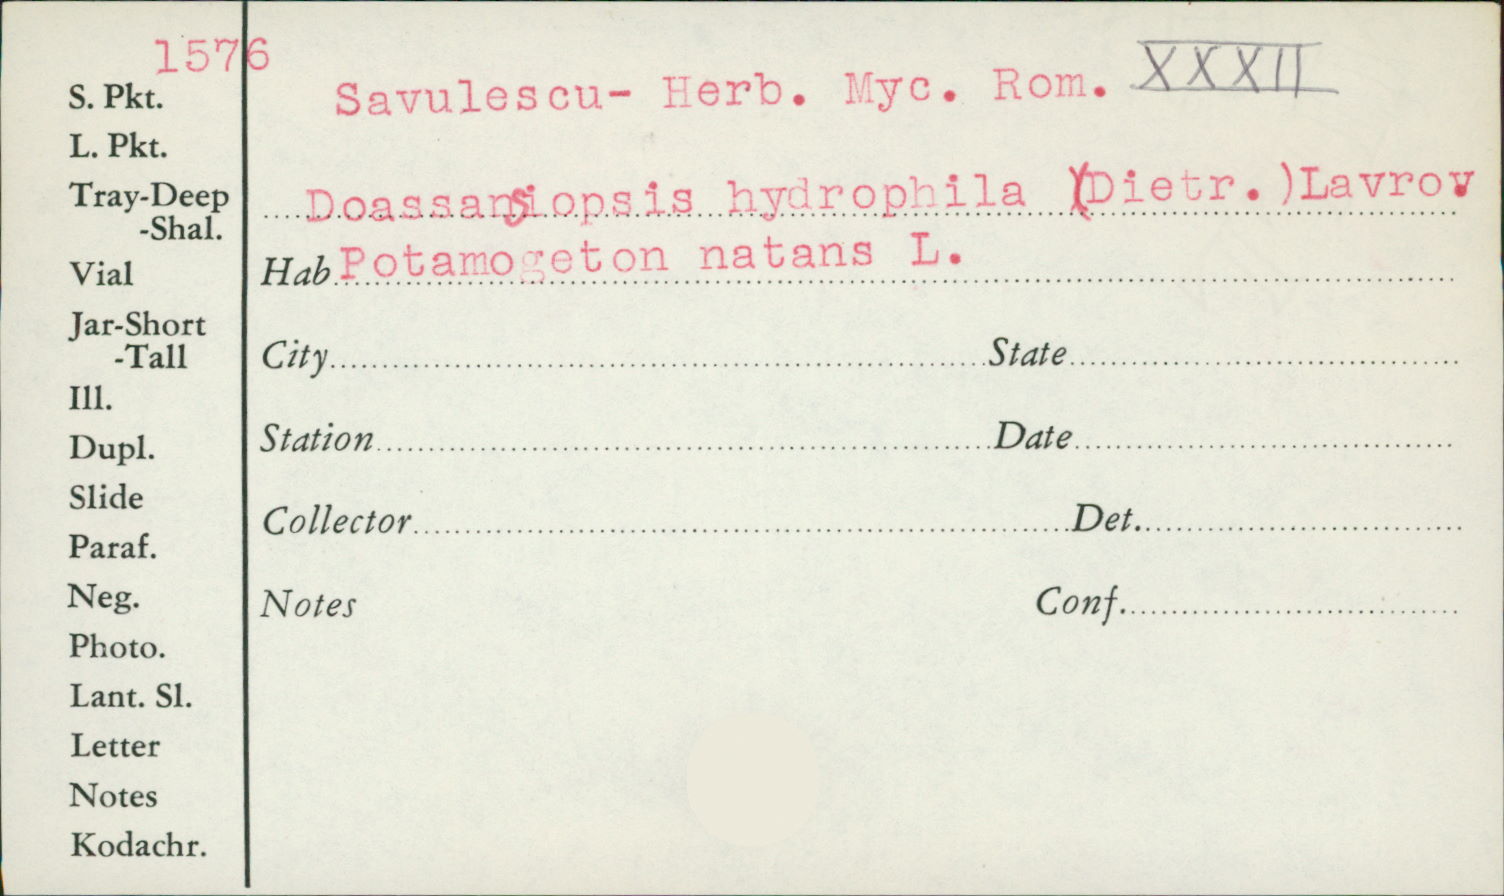 1576
Savulescu- Herb. Myc. Rom. XXXII
Doassansiopsis hydrophila (Dietr.)Lavrov
Hab Potamogeton natans L.
City State
Station Date
Collector Det.
Notes Conf.
S. Pkt.
L. Pkt.
Tray-Deep
-Shal.
Vial
Jar-Short
-Tall
Ill.
Dupl.
Slide
Paraf.
Neg.
Photo.
Lant. Sl.
Letter
Notes
Kodachr.